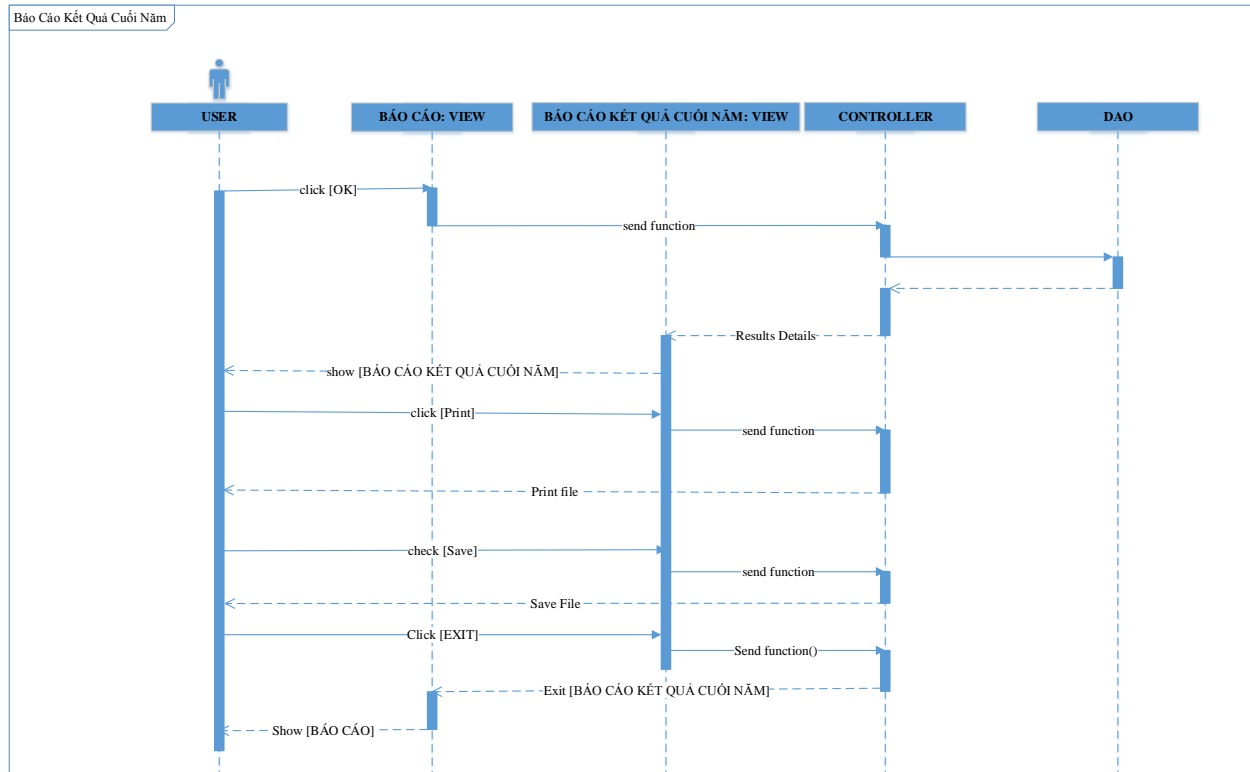 Báo Cáo Kết Quả Cuối Năm
USER
BÁO CÁO: VIEW
BÁO CÁO KẾT QUẢ CUỐI NĂM: VIEW
CONTROLLER
DAO
click [OK]
send function
Results Details
show [BÁO CÁO KẾT QUẢ CUỐI NĂM]
click [Print]
send function
Print file
check [Save]
send function
Save File
Click [EXIT]
Send function()
Exit [BÁO CÁO KẾT QUẢ CUỐI NĂM]
Show [BÁO CÁO]